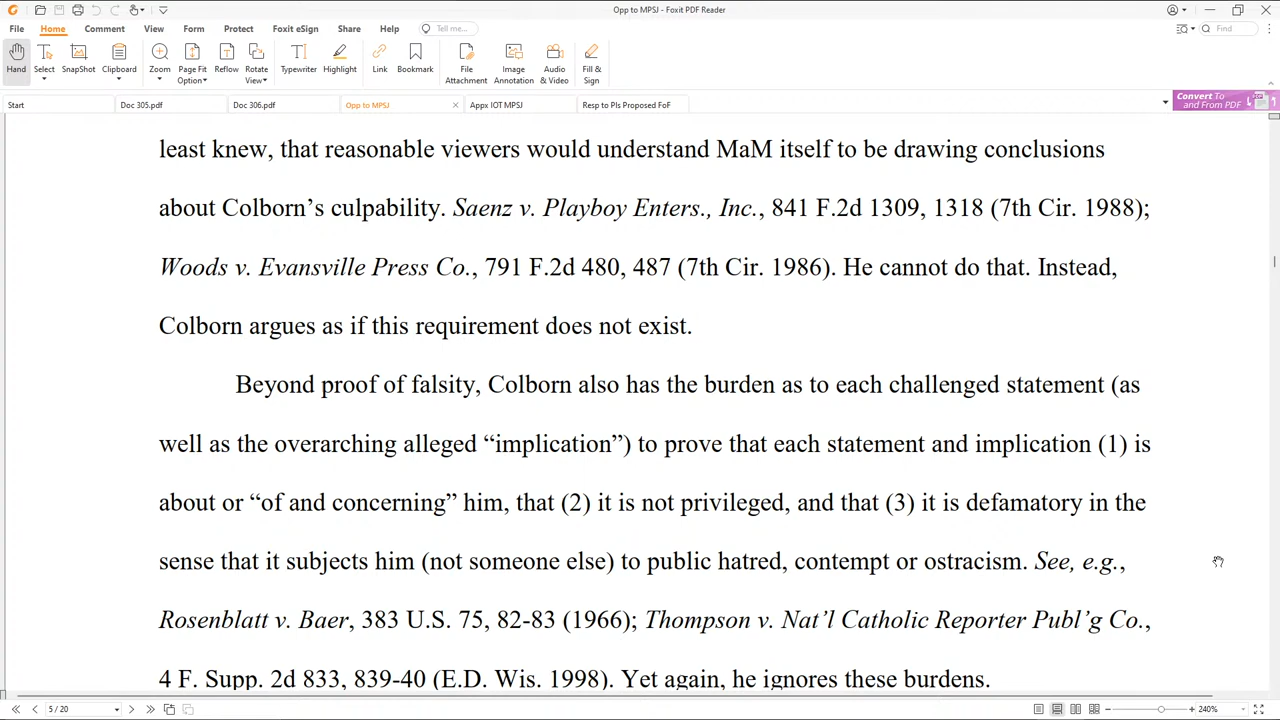 Opp to MPSJ - Foxit PDF Reader
File Home Comment View Form Protect Foxit eSign Share Help Tell me... Find
Hand Select SnapShot Clipboard Zoom Page Fit Option Reflow Rotate View Typewriter Highlight Link Bookmark File Attachment Image Annotation Audio & Video Fill & Sign
Start Doc 305.pdf Doc 306.pdf Opp to MPSJ Appx IOT MPSJ Resp to Pls Proposed FoF Convert To and From PDF
least knew, that reasonable viewers would understand MaM itself to be drawing conclusions
about Colborn’s culpability. Saenz v. Playboy Enters., Inc., 841 F.2d 1309, 1318 (7th Cir. 1988);
Woods v. Evansville Press Co., 791 F.2d 480, 487 (7th Cir. 1986). He cannot do that. Instead,
Colborn argues as if this requirement does not exist.
Beyond proof of falsity, Colborn also has the burden as to each challenged statement (as
well as the overarching alleged “implication”) to prove that each statement and implication (1) is
about or “of and concerning” him, that (2) it is not privileged, and that (3) it is defamatory in the
sense that it subjects him (not someone else) to public hatred, contempt or ostracism. See, e.g.,
Rosenblatt v. Baer, 383 U.S. 75, 82-83 (1966); Thompson v. Nat’l Catholic Reporter Publ’g Co.,
4 F. Supp. 2d 833, 839-40 (E.D. Wis. 1998). Yet again, he ignores these burdens.
5 / 20 240%